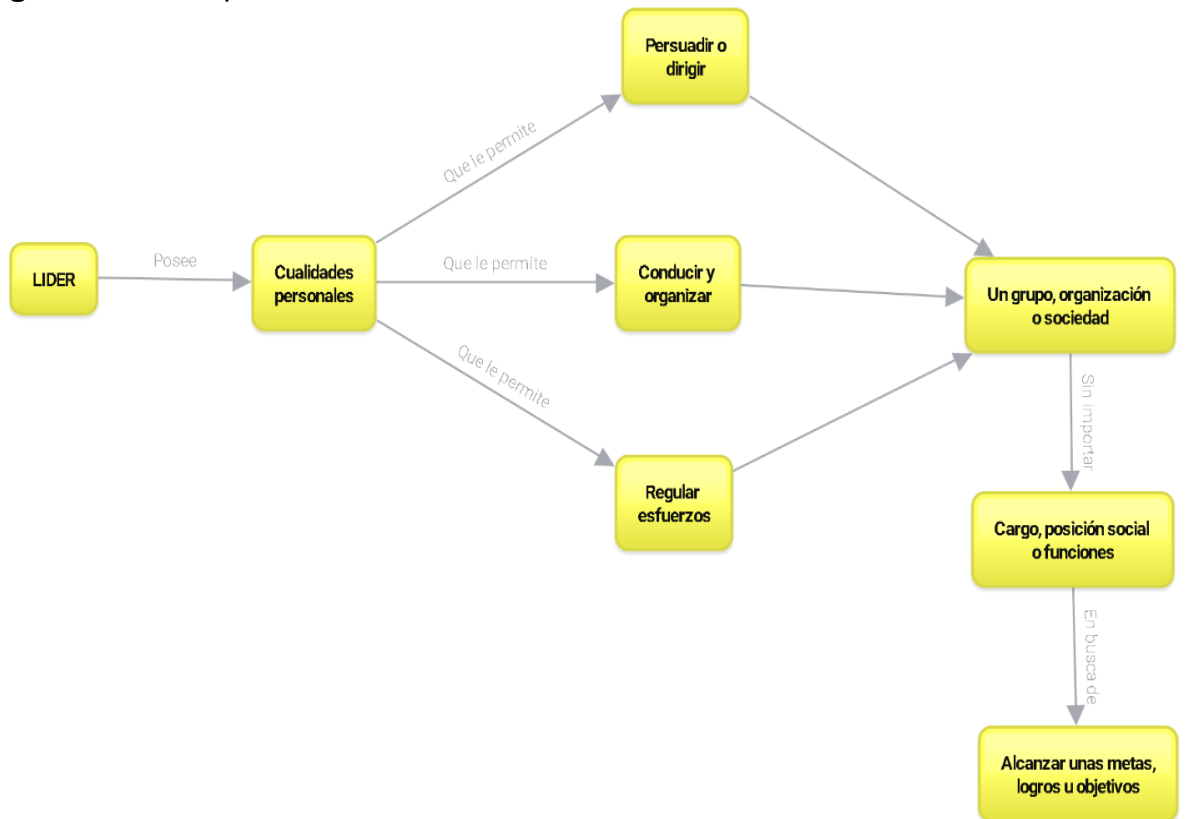 Persuadir o
dirigir
Que le permite
LIDER
Posee
Cualidades
personales
Que le permite
Conducir y
organizar
Un grupo, organización
o sociedad
Que le permite
Sin importar
Regular
esfuerzos
Cargo, posición social
o funciones
En busca de
Alcanzar unas metas,
logros u objetivos